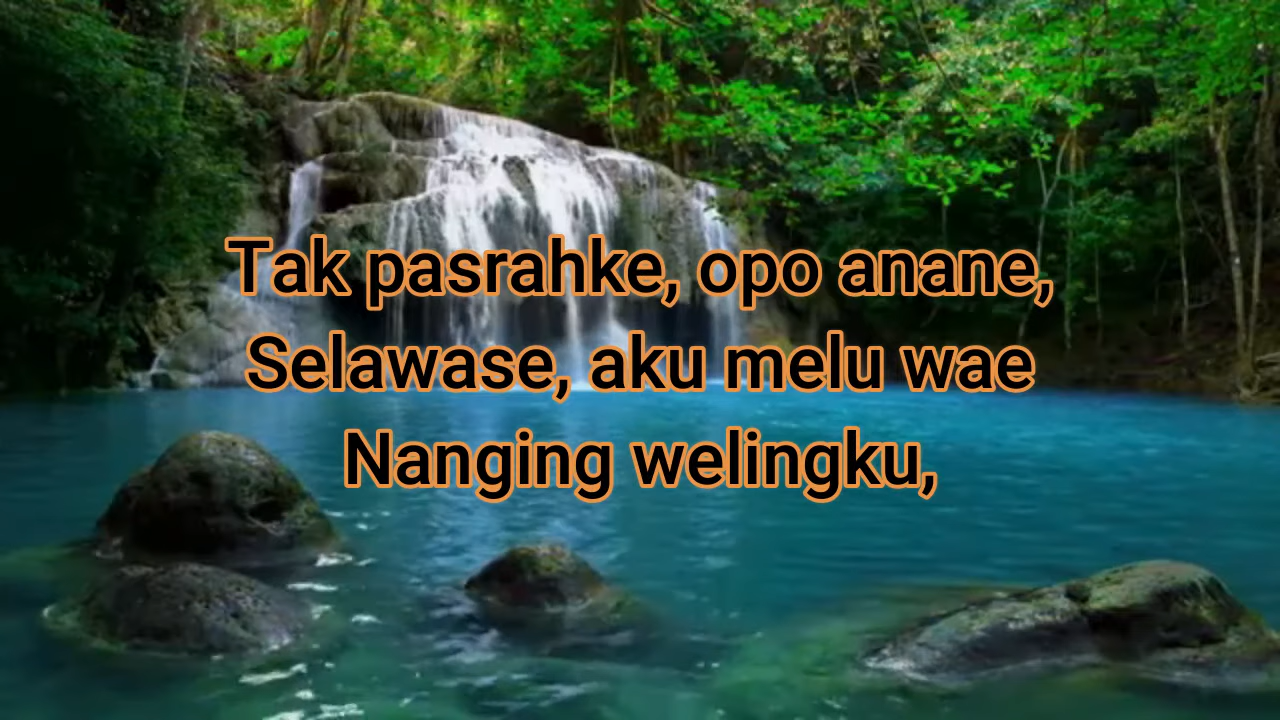 Tak pasrahke, opo anane,
Selawase, aku melu wae
Nanging welingku,